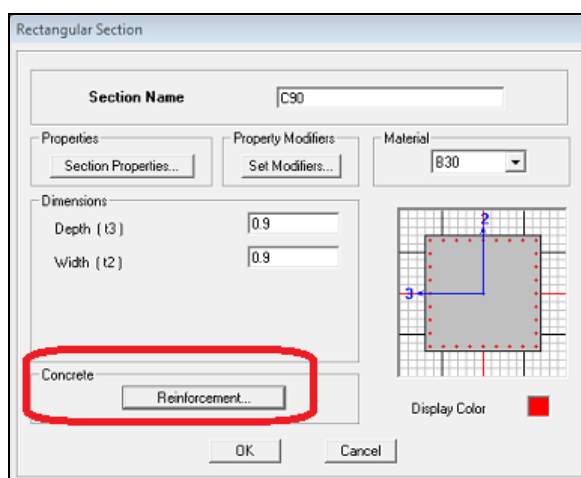 Rectangular Section
Section Name C90
Properties Property Modifiers Material
Section Properties... Set Modifiers... B30
Dimensions
Depth ( t3 ) 0.9
Width ( t2 ) 0.9
2
3
Concrete
Reinforcement...
Display Color
OK Cancel